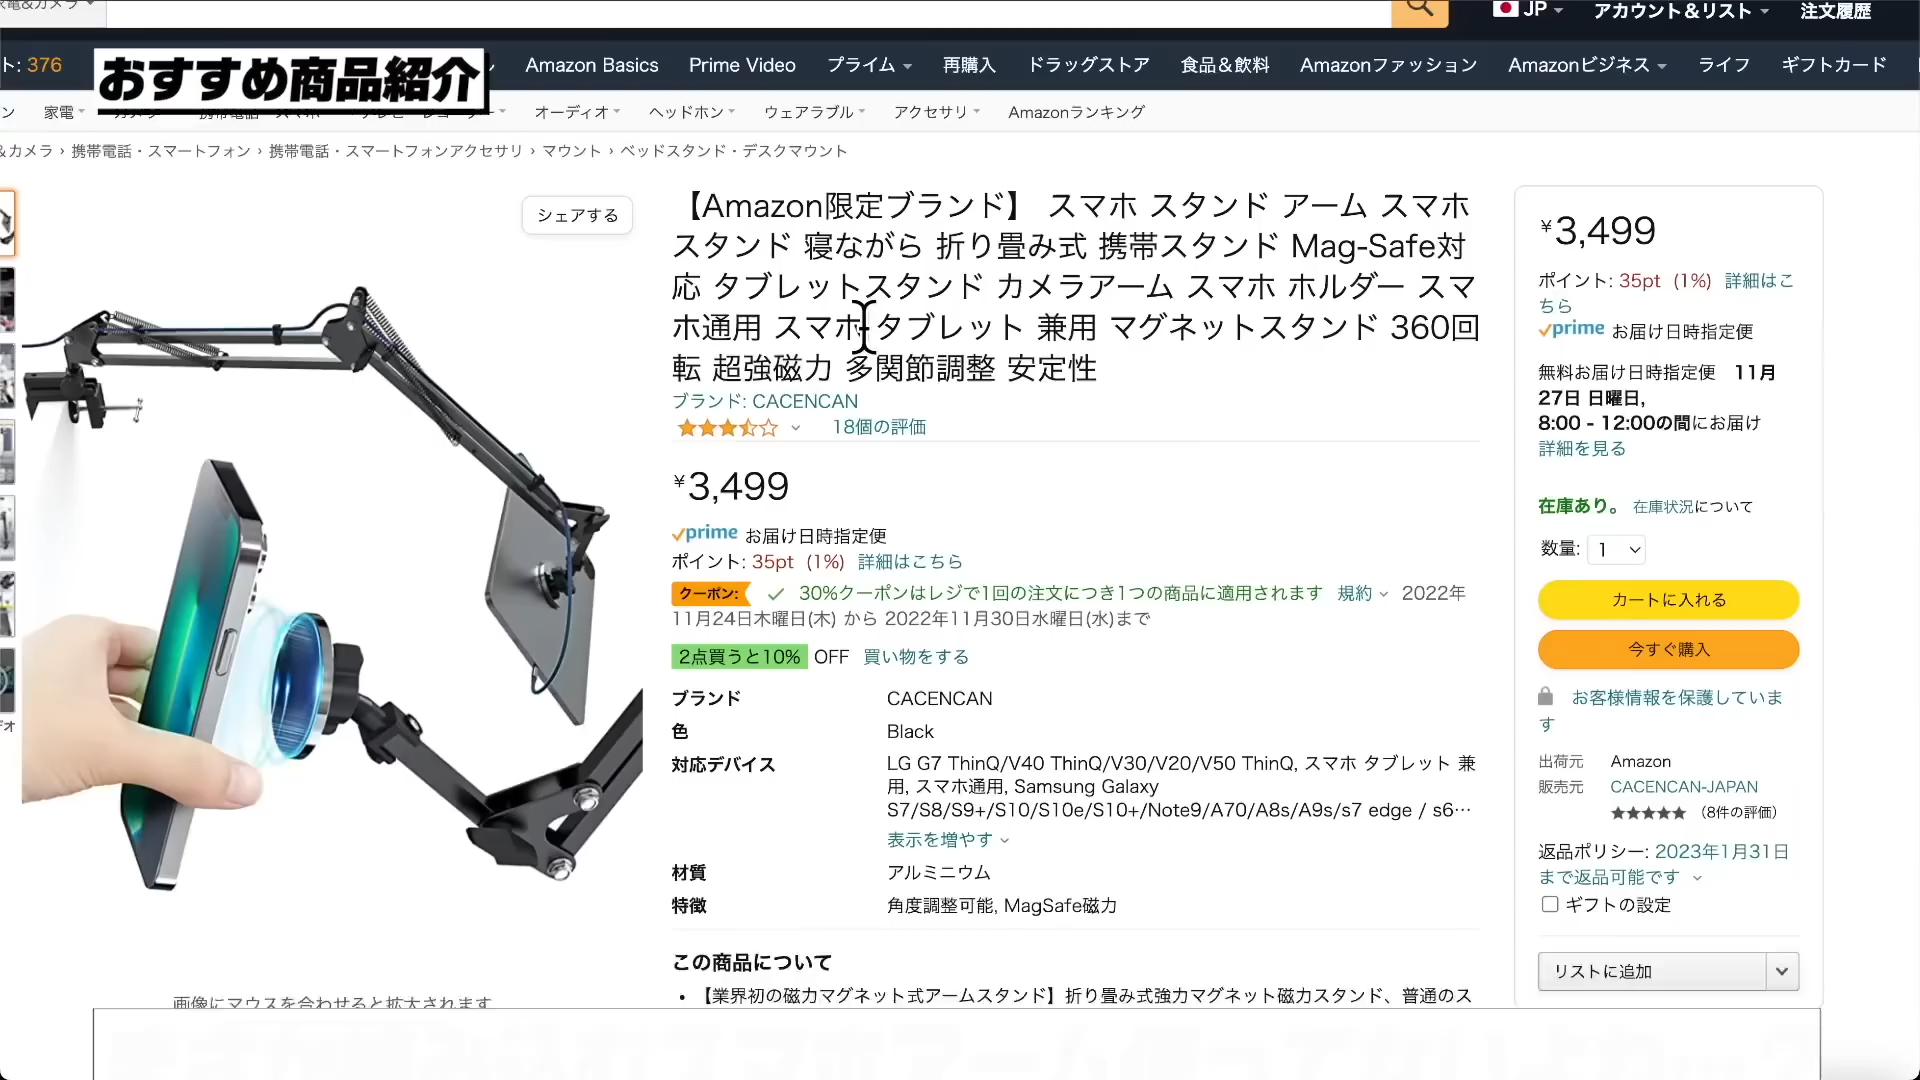 JP
アカウント＆リスト
注文履歴
ト: 376
おすすめ商品紹介
Amazon Basics
Prime Video
プライム
再購入
ドラッグストア
食品＆飲料
Amazonファッション
Amazonビジネス
ライフ
ギフトカード
ン
家電
オーディオ
ヘッドホン
ウェアラブル
アクセサリ
Amazonランキング
&カメラ › 携帯電話・スマートフォン › 携帯電話・スマートフォンアクセサリ › マウント › ベッドスタンド・デスクマウント
シェアする
【Amazon限定ブランド】 スマホ スタンド アーム スマホ
スタンド 寝ながら 折り畳み式 携帯スタンド Mag-Safe対
応 タブレットスタンド カメラアーム スマホ ホルダー スマ
ホ通用 スマホ タブレット 兼用 マグネットスタンド 360回
転 超強磁力 多関節調整 安定性
ブランド: CACENCAN
18個の評価
¥3,499
prime お届け日時指定便
ポイント: 35pt (1%) 詳細はこちら
クーポン: 30%クーポンはレジで1回の注文につき1つの商品に適用されます 規約 2022年
11月24日木曜日(木) から 2022年11月30日水曜日(水)まで
2点買うと10% OFF 買い物をする
ブランド CACENCAN
色 Black
対応デバイス LG G7 ThinQ/V40 ThinQ/V30/V20/V50 ThinQ, スマホ タブレット 兼
用, スマホ通用, Samsung Galaxy
S7/S8/S9+/S10/S10e/S10+/Note9/A70/A8s/A9s/s7 edge / s6…
表示を増やす
材質 アルミニウム
特徴 角度調整可能, MagSafe磁力
この商品について
• 【業界初の磁力マグネット式アームスタンド】折り畳み式強力マグネット磁力スタンド、普通のス
画像にマウスを合わせると拡大されます
¥3,499
ポイント: 35pt (1%) 詳細はこ
ちら
prime お届け日時指定便
無料お届け日時指定便 11月
27日 日曜日,
8:00 - 12:00の間にお届け
詳細を見る
在庫あり。 在庫状況について
数量: 1
カートに入れる
今すぐ購入
お客様情報を保護していま
す
出荷元 Amazon
販売元 CACENCAN-JAPAN
★★★★★ （8件の評価）
返品ポリシー: 2023年1月31日
まで返品可能です
ギフトの設定
リストに追加